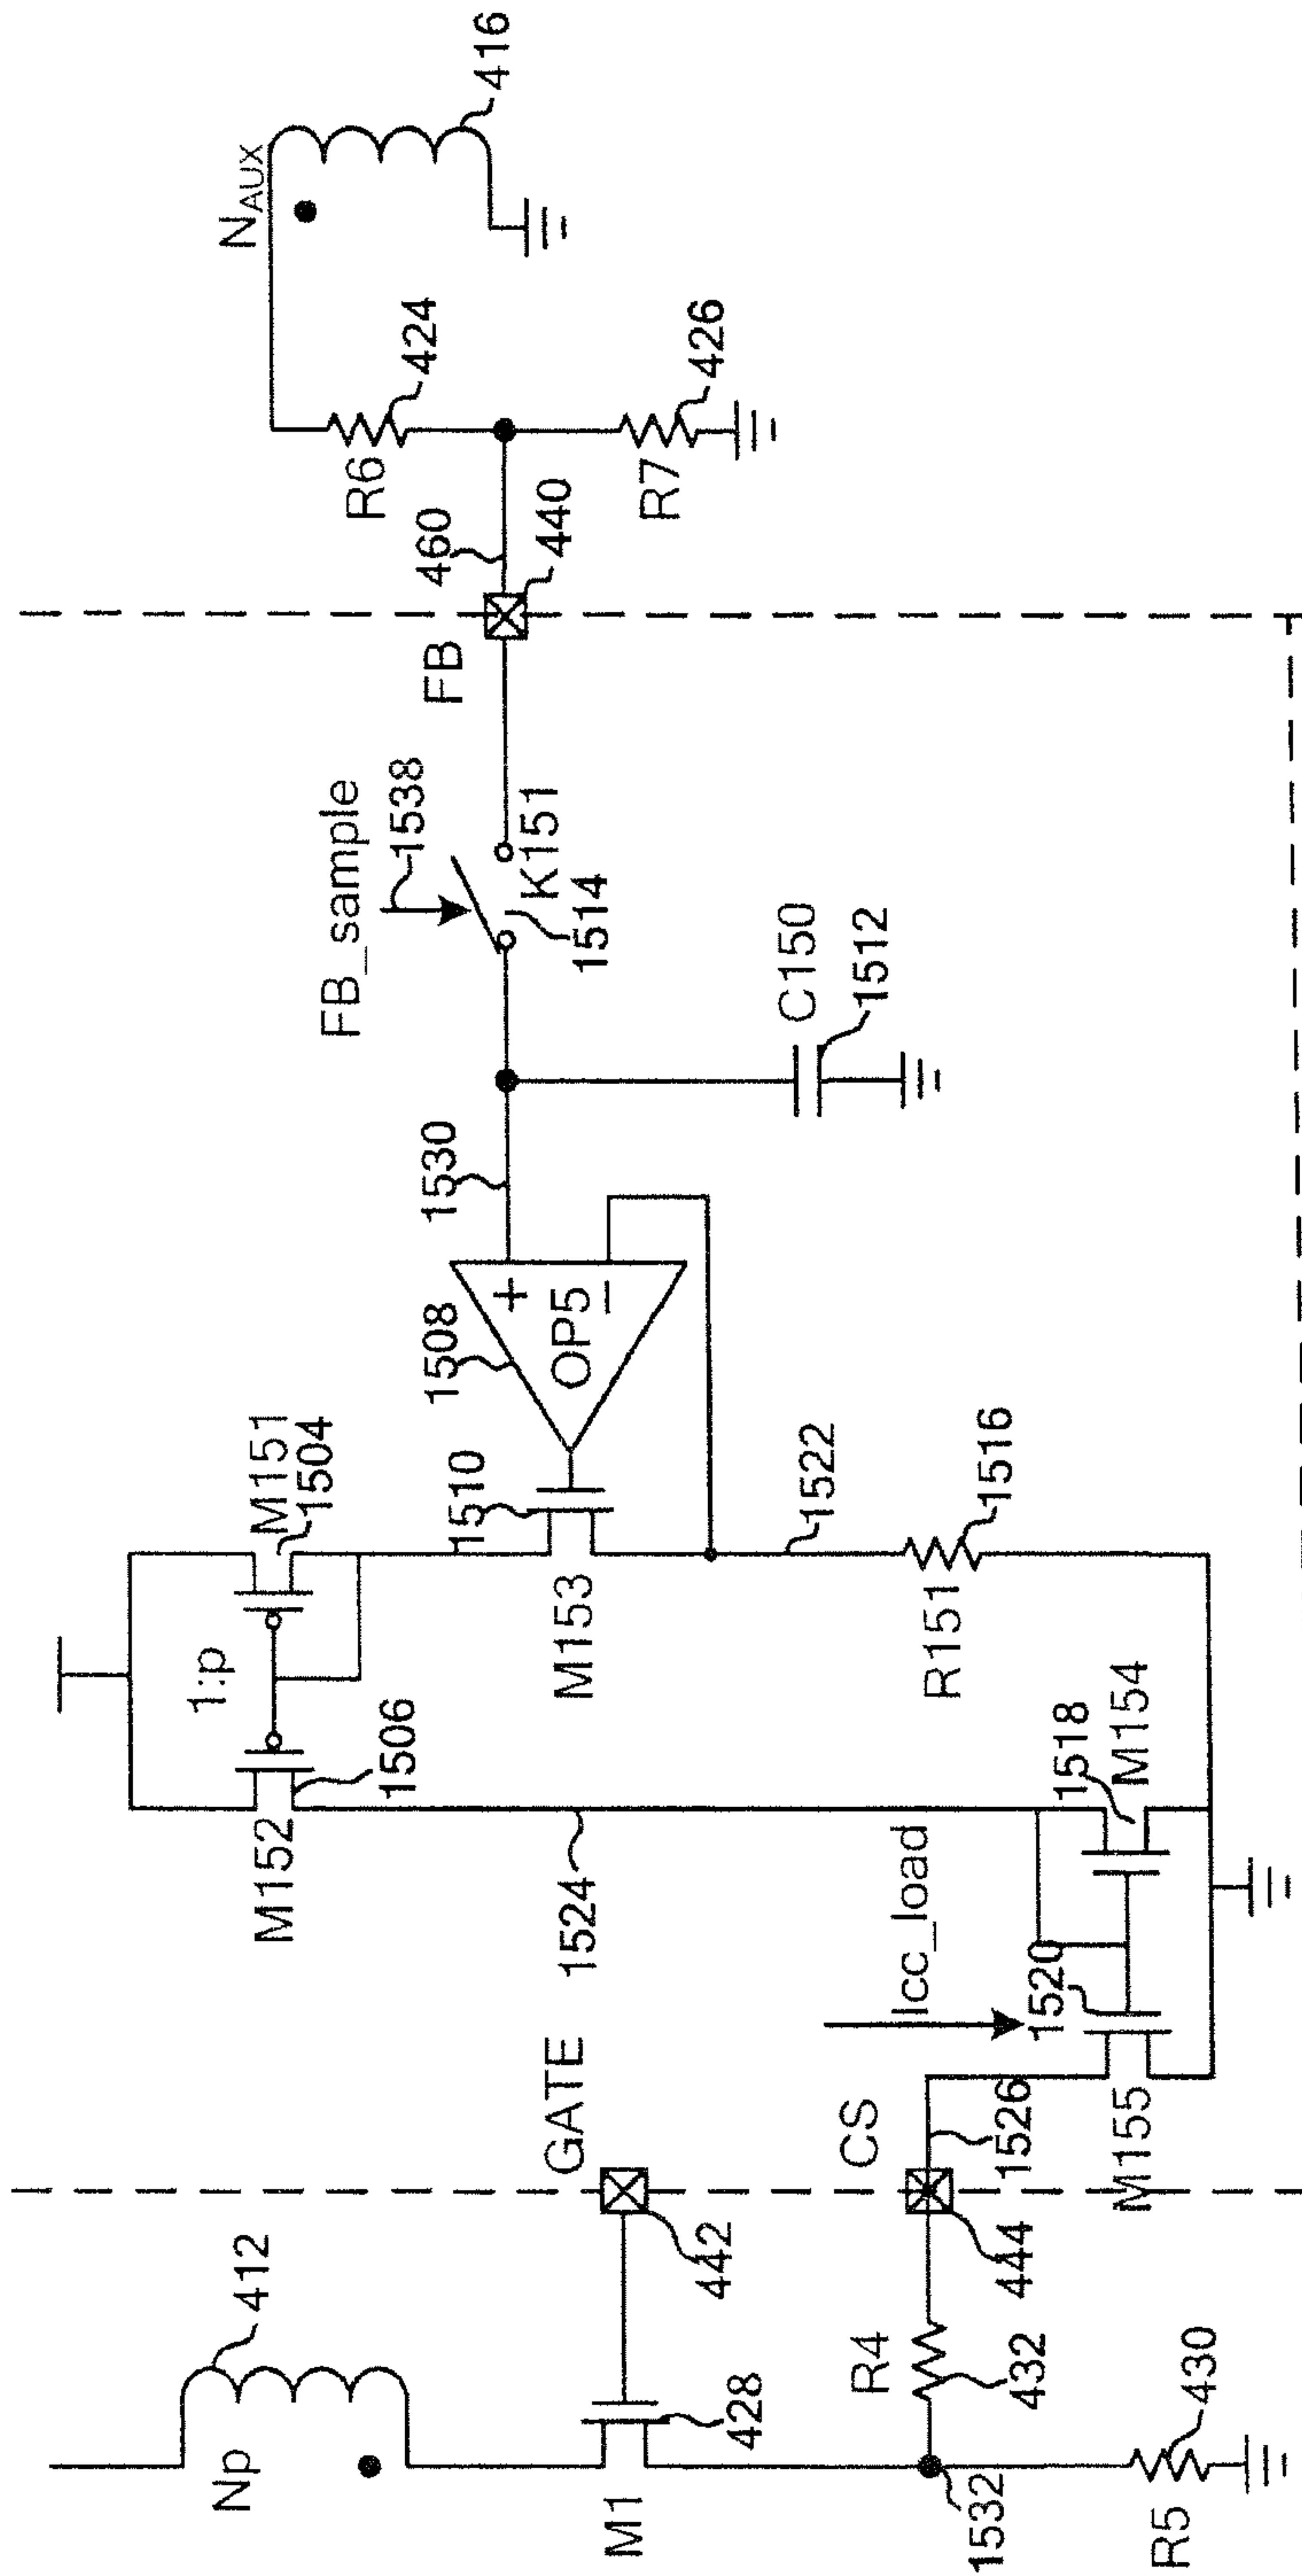 Np
412
M1
428
442
GATE
CS
444
R4
432
1532
R5
430
1526
M155
1520
Icc_load
1518
M154
1524
M152
1506
1:p
M151
1504
1510
M153
1522
R151
1516
1508
OP5
+
−
1530
C150
1512
FB_sample
1538
K151
1514
FB
440
460
R6
424
R7
426
NAUX
416